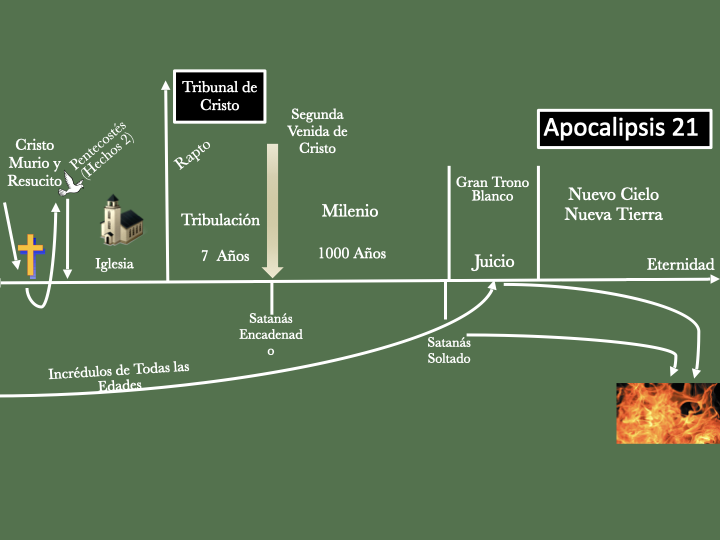 Cristo
Murio y
Resucito
Pentecostés
(Hechos 2)
Iglesia
Rapto
Tribunal de
Cristo
Tribulación
7 Años
Segunda
Venida de
Cristo
Milenio
1000 Años
Gran Trono
Blanco
Juicio
Apocalipsis 21
Nuevo Cielo
Nueva Tierra
Eternidad
Satanás
Encadenad
o
Satanás
Soltado
Incrédulos de Todas las
Edades